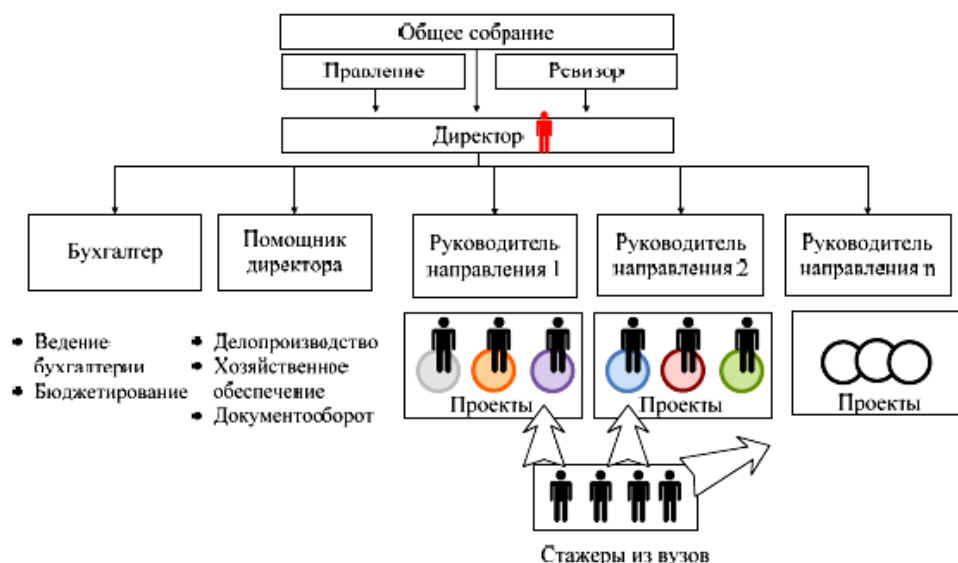 Общее собрание
Правление
Ревизор
Директор
Бухгалтер
Помощник
директора
Руководитель
направления 1
Руководитель
направления 2
Руководитель
направления n
• Ведение
бухгалтерии
• Бюджетирование
• Делопроизводство
• Хозяйственное
обеспечение
• Документооборот
Проекты
Проекты
Проекты
Стажеры из вузов